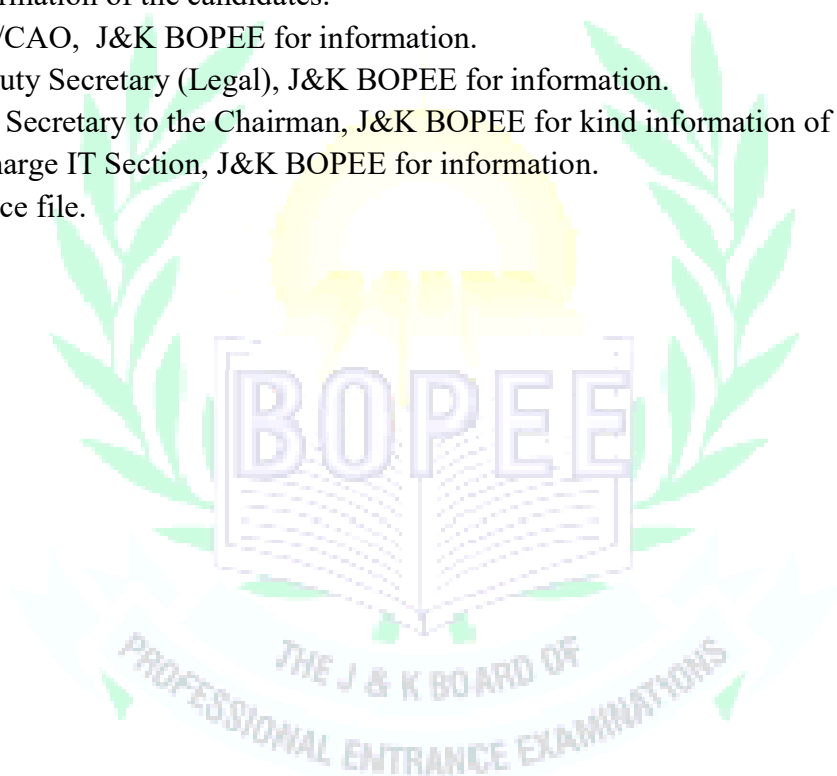 rmation of the candidates.
/CAO, J&K BOPEE for information.
uty Secretary (Legal), J&K BOPEE for information.
Secretary to the Chairman, J&K BOPEE for kind information of
harge IT Section, J&K BOPEE for information.
ce file.
BOPEE
THE J & K BOARD OF
PROFESSIONAL ENTRANCE EXAMINATIONS